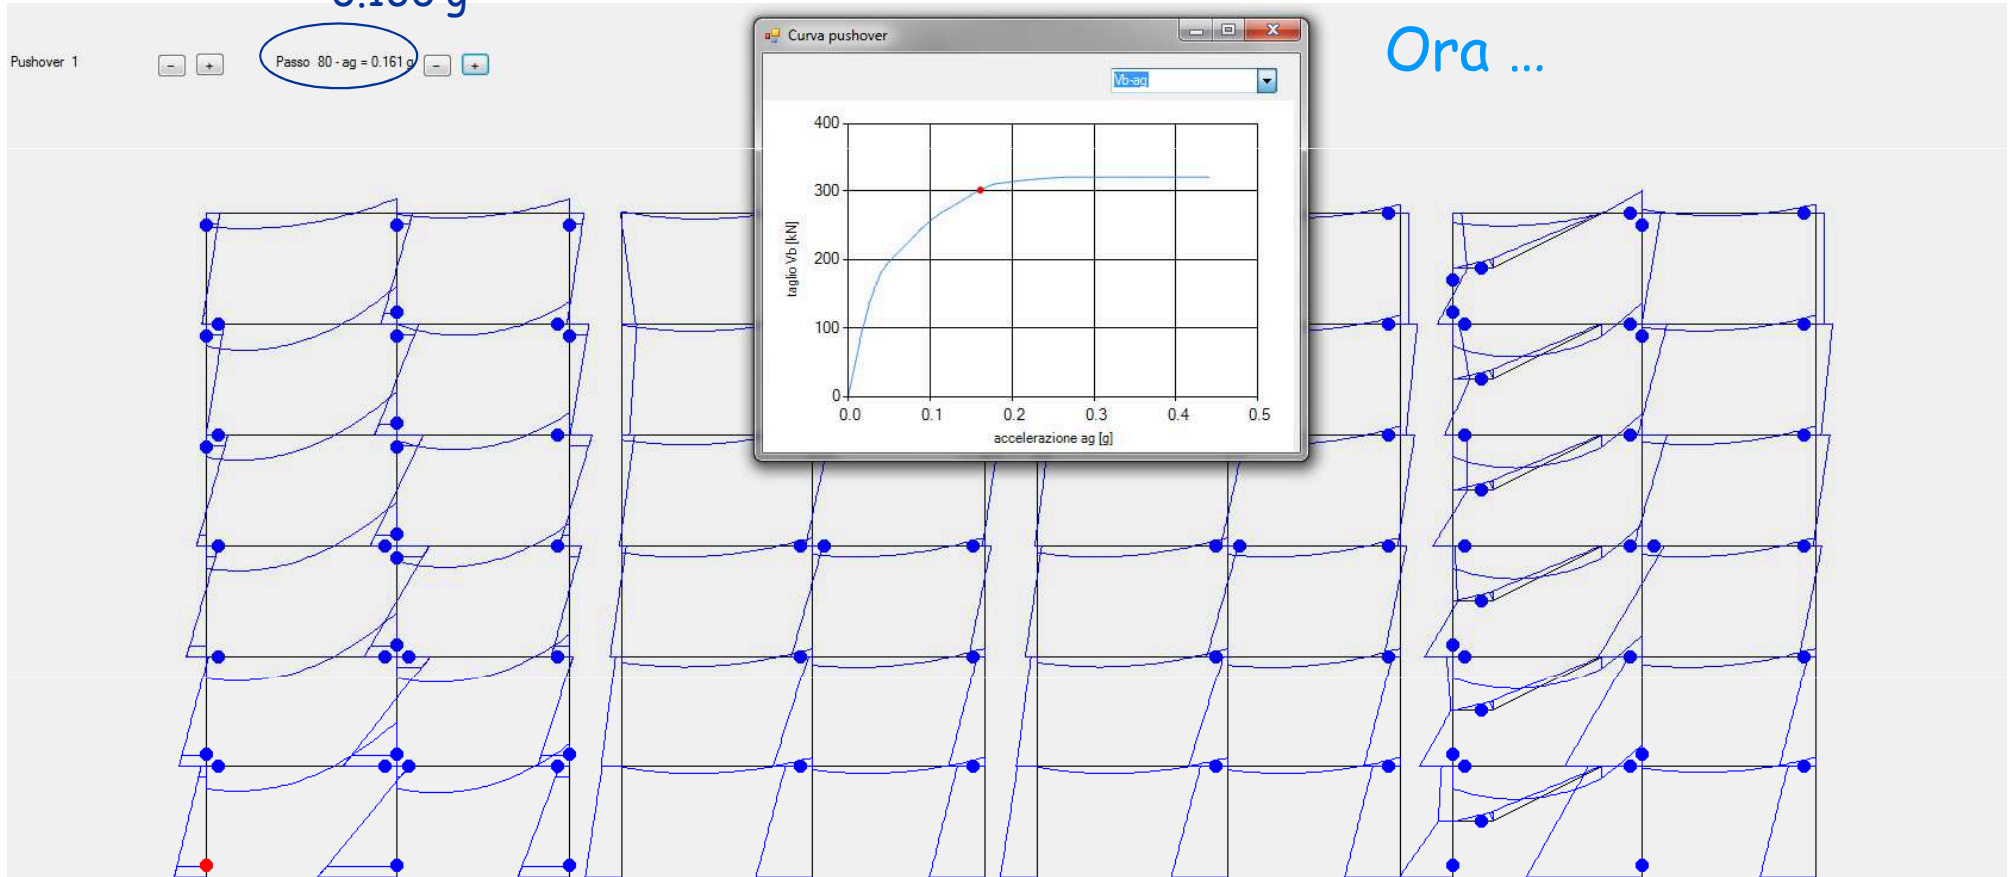 Pushover 1
-
+
Passo 80 - ag = 0.161 g
-
+
Curva pushover
Ora ...
Vb-ag
400
300
200
100
0
taglio Vb [kN]
0.0 0.1 0.2 0.3 0.4 0.5
accelerazione ag [g]